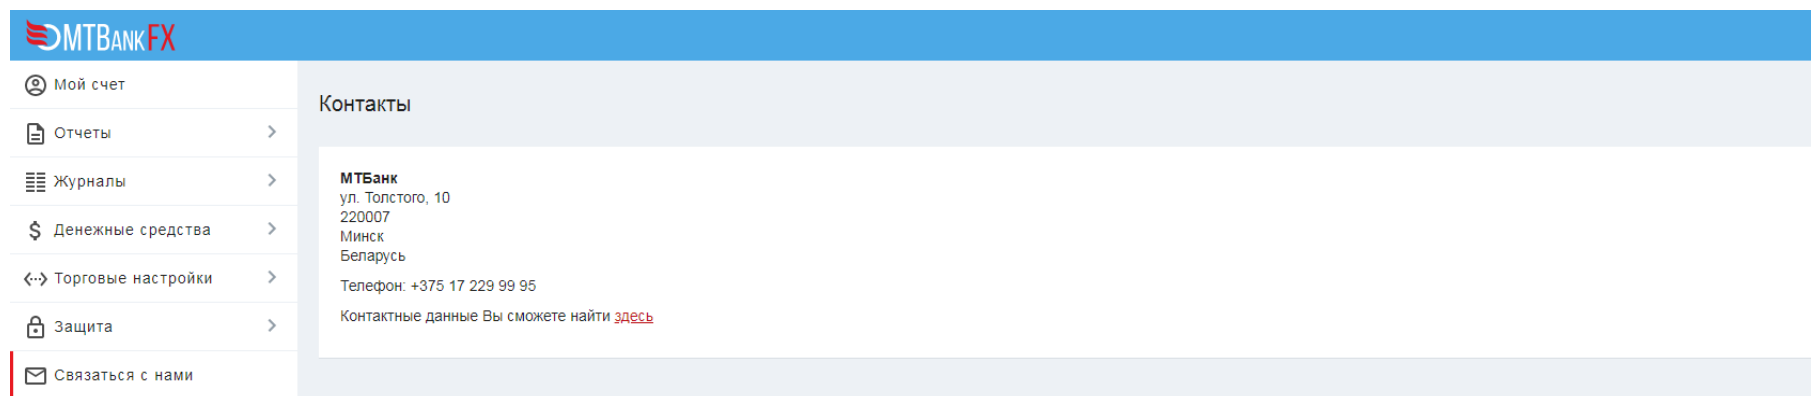 МТBANKFX
Мой счет
Отчеты
Журналы
Денежные средства
Торговые настройки
Защита
Связаться с нами
Контакты
МТБанк
ул. Толстого, 10
220007
Минск
Беларусь
Телефон: +375 17 229 99 95
Контактные данные Вы сможете найти здесь